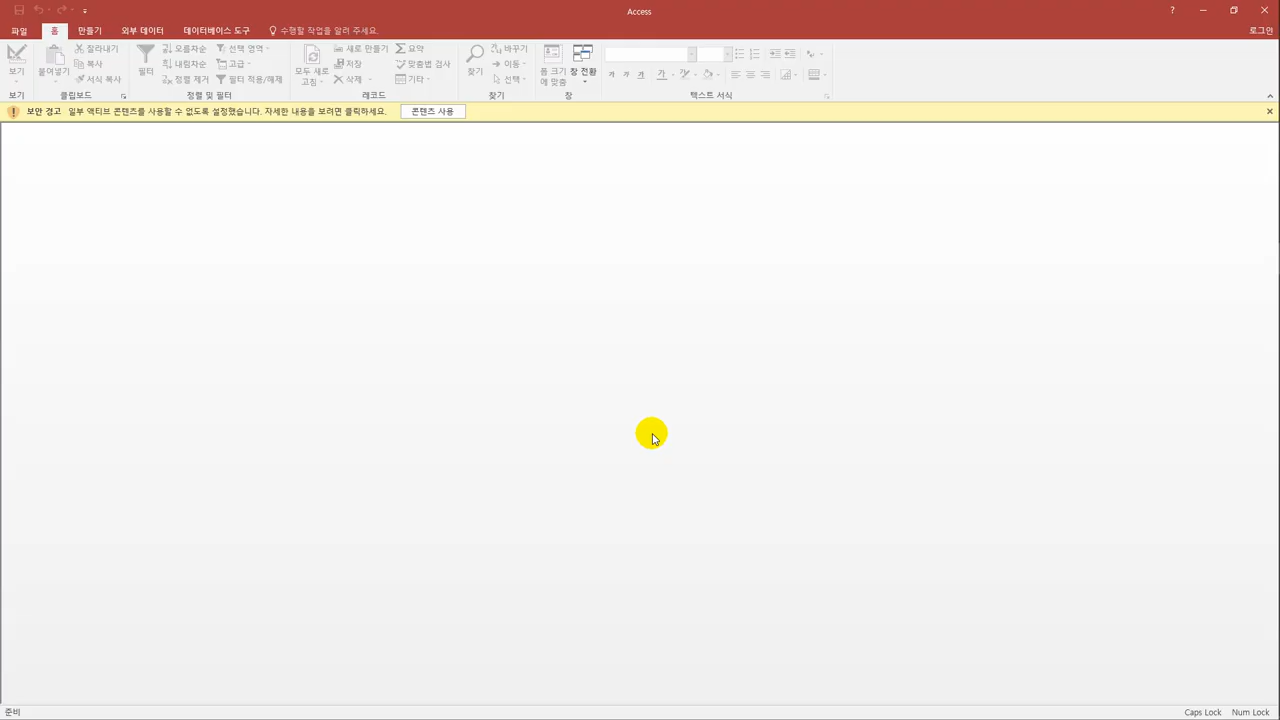 Access
파일 홈 만들기 외부 데이터 데이터베이스 도구 수행할 작업을 알려 주세요. 로그인
잘라내기 오름차순 선택 새로 만들기 요약 바꾸기
보기 붙여넣기 복사 필터 내림차순 고급 모두 새로 고침 저장 맞춤법 검사 찾기 이동 폼 크기에 맞춤 창 전환
서식 복사 정렬 제거 필터 적용/해제 삭제 기타 선택
가 가 가 가
보기 클립보드 정렬 및 필터 레코드 찾기 창 텍스트 서식
보안 경고 일부 액티브 콘텐츠를 사용할 수 없도록 설정했습니다. 자세한 내용을 보려면 클릭하세요. 콘텐츠 사용
준비 Caps Lock Num Lock